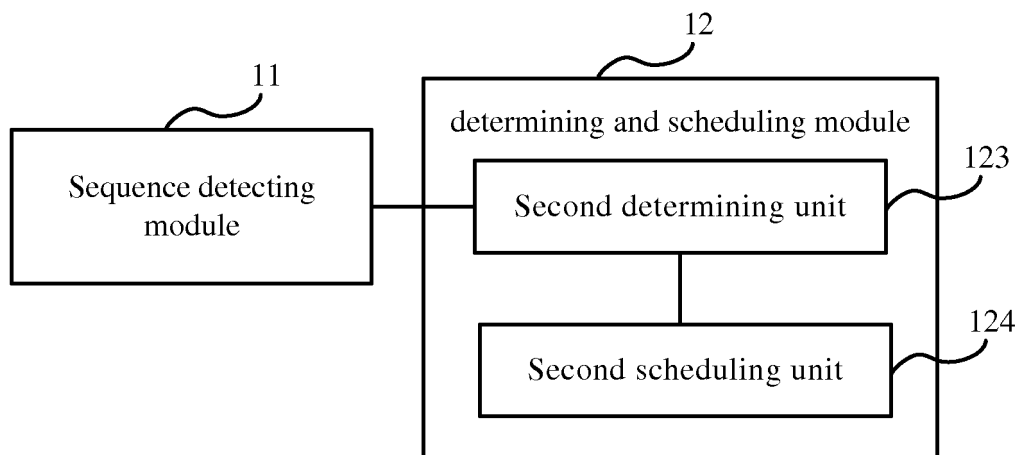 12
11
determining and scheduling module
123
Sequence detecting
module
Second determining unit
124
Second scheduling unit